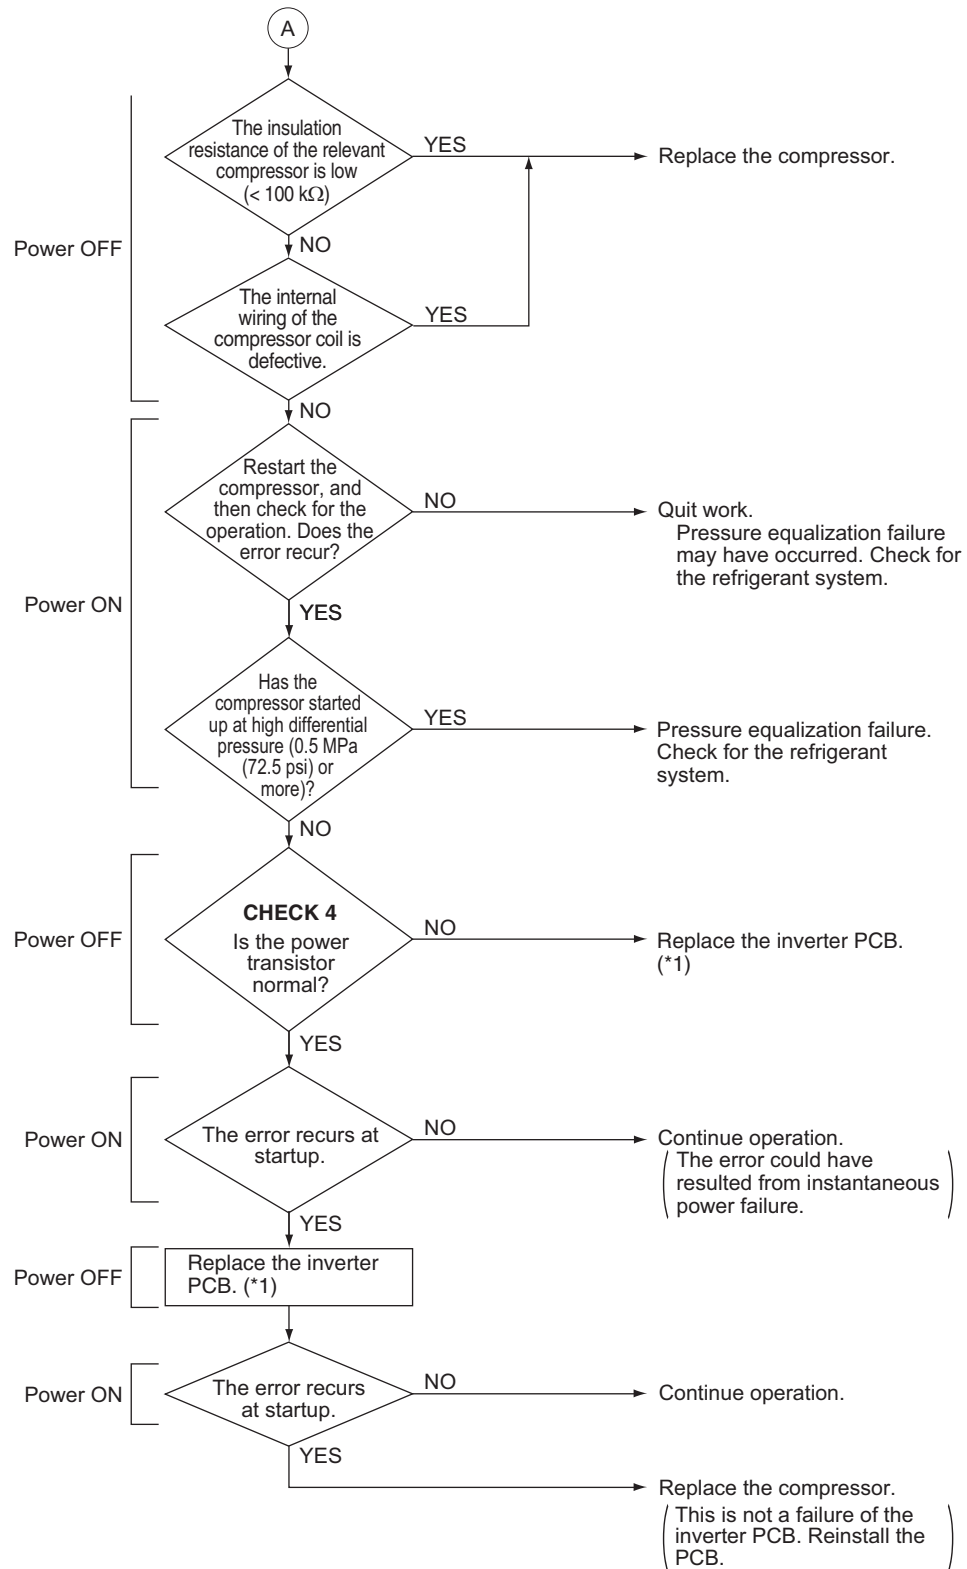 A
The insulation
resistance of the relevant
compressor is low
(< 100 kΩ)
YES
Replace the compressor.
Power OFF
NO
The internal
wiring of the
compressor coil is
defective.
YES
NO
Restart the
compressor, and
then check for the
operation. Does the
error recur?
NO
Quit work.
Pressure equalization failure
may have occurred. Check for
the refrigerant system.
Power ON
YES
Has the
compressor started
up at high differential
pressure (0.5 MPa
(72.5 psi) or
more)?
YES
Pressure equalization failure.
Check for the refrigerant
system.
NO
Power OFF
CHECK 4
Is the power
transistor
normal?
NO
Replace the inverter PCB.
(*1)
YES
Power ON
The error recurs at
startup.
NO
Continue operation.
(The error could have
resulted from instantaneous
power failure.)
YES
Power OFF
Replace the inverter
PCB. (*1)
Power ON
The error recurs
at startup.
NO
Continue operation.
YES
Replace the compressor.
(This is not a failure of the
inverter PCB. Reinstall the
PCB.)